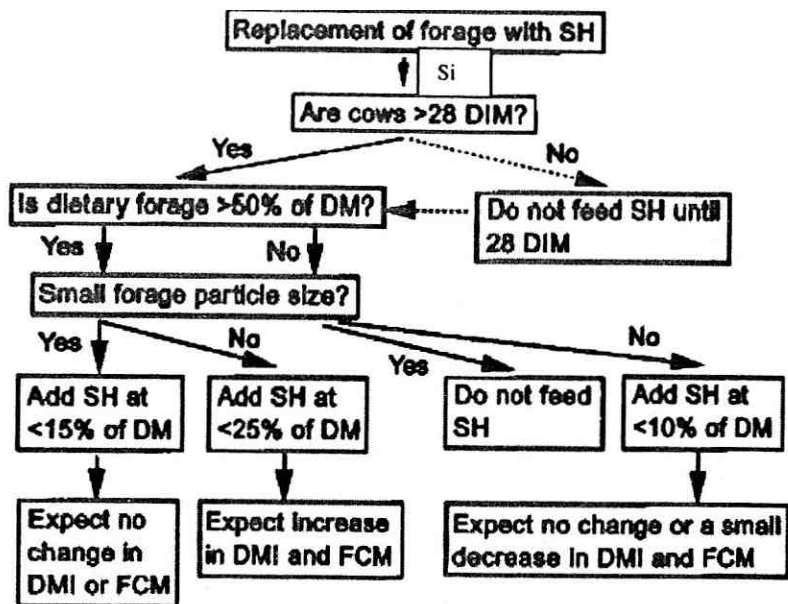 Replacement of forage with SH
Si
Are cows >28 DIM?
Yes
No
Is dietary forage >50% of DM?
Do not feed SH until
28 DIM
Yes
No
Small forage particle size?
Yes
No
Yes
No
Add SH at
<15% of DM
Add SH at
<25% of DM
Do not feed
SH
Add SH at
<10% of DM
Expect no
change in
DMI or FCM
Expect increase
in DMI and FCM
Expect no change or a small
decrease in DMI and FCM